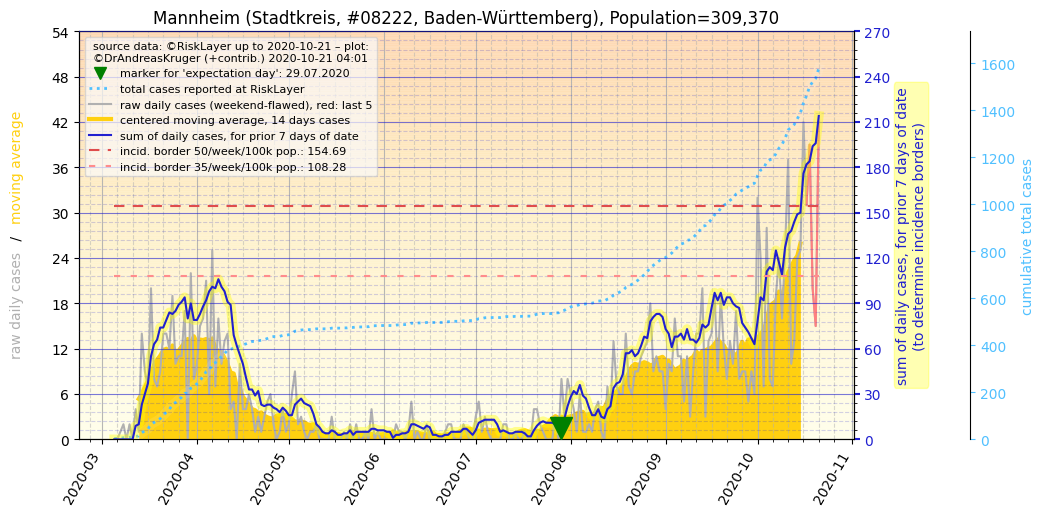 Mannheim (Stadtkreis, #08222, Baden-Württemberg), Population=309,370
source data: ©RiskLayer up to 2020-10-21 – plot:
©DrAndreasKruger (+contrib.) 2020-10-21 04:01
marker for 'expectation day': 29.07.2020
total cases reported at RiskLayer
raw daily cases (weekend-flawed), red: last 5
centered moving average, 14 days cases
sum of daily cases, for prior 7 days of date
incid. border 50/week/100k pop.: 154.69
incid. border 35/week/100k pop.: 108.28
raw daily cases / moving average
54
48
42
36
30
24
18
12
6
0
270
240
210
180
150
120
90
60
30
0
sum of daily cases, for prior 7 days of date
(to determine incidence borders)
1600
1400
1200
1000
800
600
400
200
0
cumulative total cases
2020-03
2020-04
2020-05
2020-06
2020-07
2020-08
2020-09
2020-10
2020-11